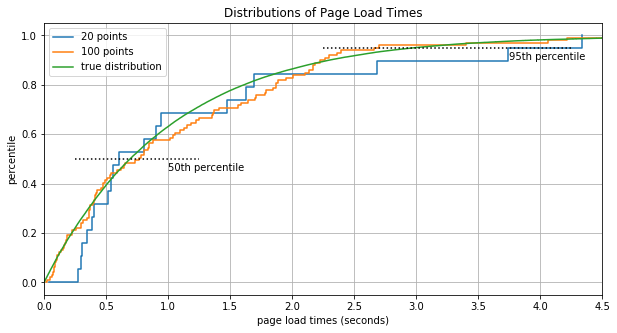 Distributions of Page Load Times
20 points
100 points
true distribution
95th percentile
50th percentile
percentile
1.0
0.8
0.6
0.4
0.2
0.0
0.0 0.5 1.0 1.5 2.0 2.5 3.0 3.5 4.0 4.5
page load times (seconds)